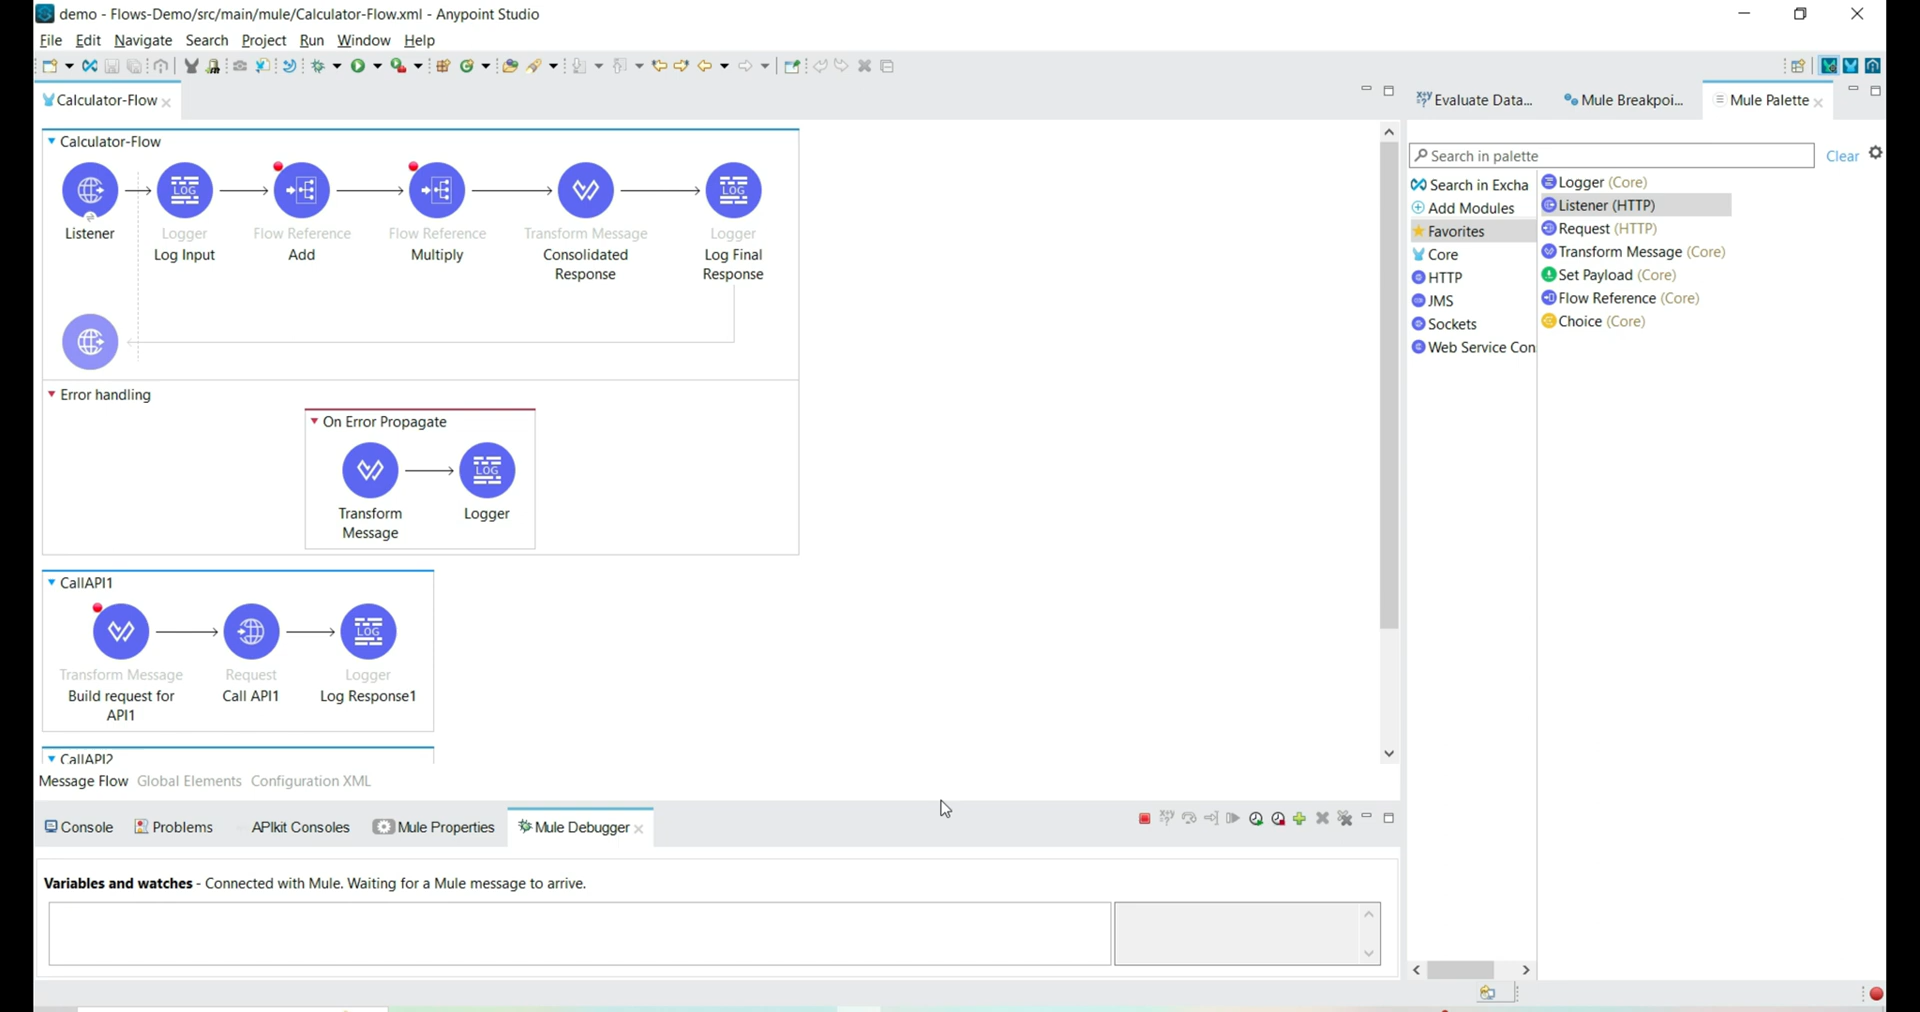 demo - Flows-Demo/src/main/mule/Calculator-Flow.xml - Anypoint Studio
File Edit Navigate Search Project Run Window Help
Calculator-Flow
Evaluate Data... Mule Breakpoi... Mule Palette
Calculator-Flow
Listener
LOG
Logger
Log Input
Flow Reference
Add
Flow Reference
Multiply
Transform Message
Consolidated
Response
LOG
Logger
Log Final
Response
Error handling
On Error Propagate
Transform
Message
LOG
Logger
CallAPI1
Transform Message
Build request for
API1
Request
Call API1
LOG
Logger
Log Response1
CallAPI2
Message Flow Global Elements Configuration XML
Search in palette
Clear
Search in Excha
Add Modules
Favorites
Core
HTTP
JMS
Sockets
Web Service Con
Logger (Core)
Listener (HTTP)
Request (HTTP)
Transform Message (Core)
Set Payload (Core)
Flow Reference (Core)
Choice (Core)
Console Problems APIkit Consoles Mule Properties Mule Debugger
Variables and watches - Connected with Mule. Waiting for a Mule message to arrive.